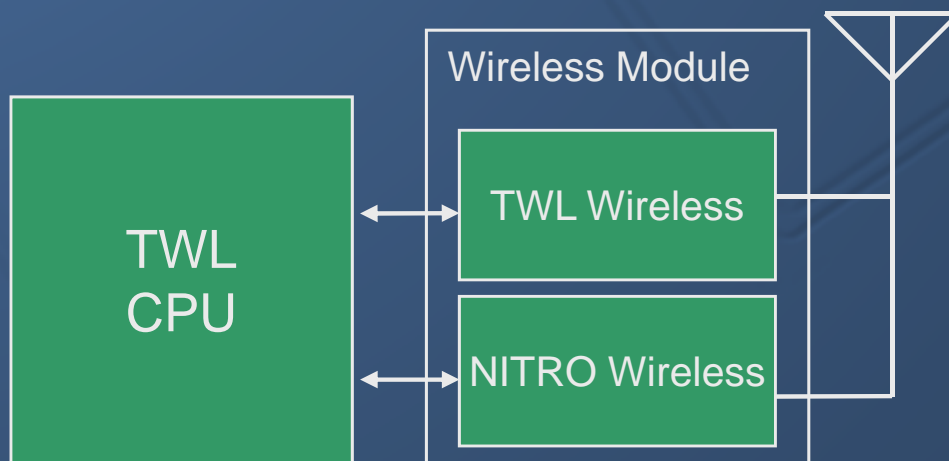 Wireless Module
TWL
CPU
TWL Wireless
NITRO Wireless